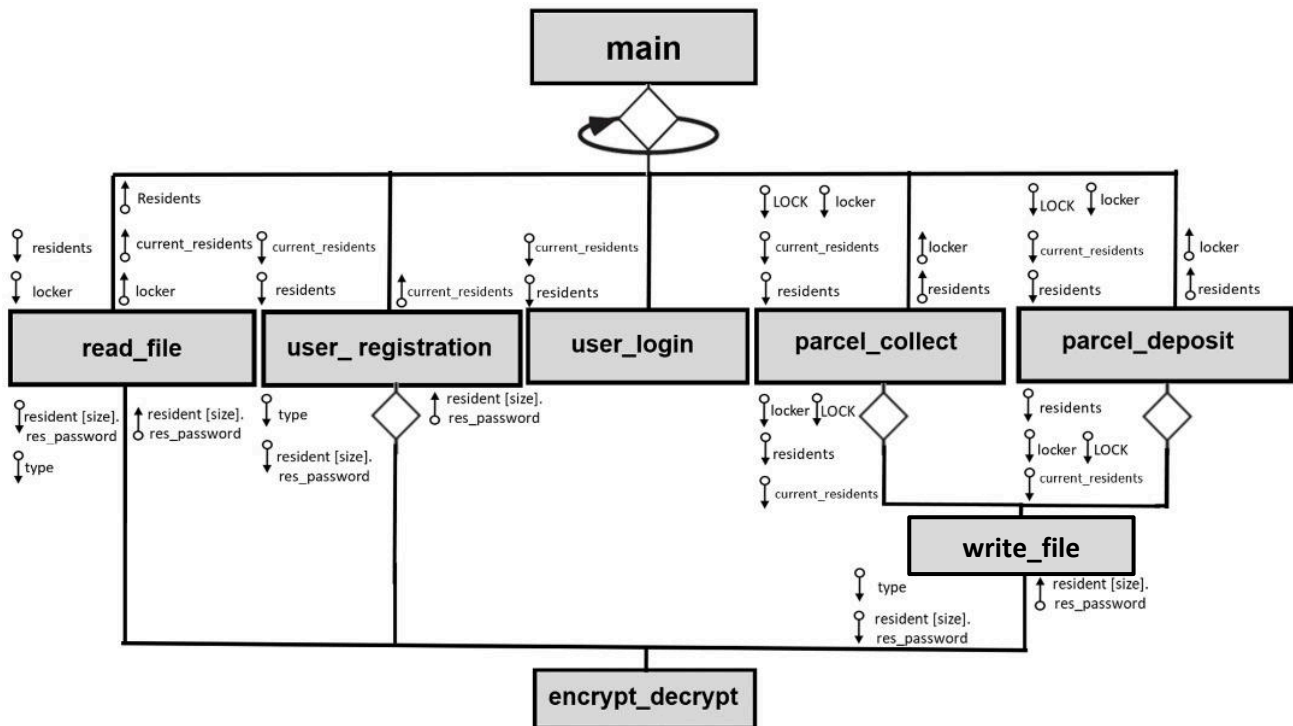 main
Residents
LOCK locker
LOCK locker
residents
current_residents
current_residents
current_residents
current_residents
locker
current_residents
locker
locker
locker
residents
current_residents
residents
residents
residents
residents
residents
read_file
user_ registration
user_login
parcel_collect
parcel_deposit
resident [size].
res_password
type
resident [size].
res_password
type
resident [size].
res_password
resident [size].
res_password
locker LOCK
residents
current_residents
residents
locker LOCK
current_residents
write_file
type
resident [size].
res_password
resident [size].
res_password
encrypt_decrypt